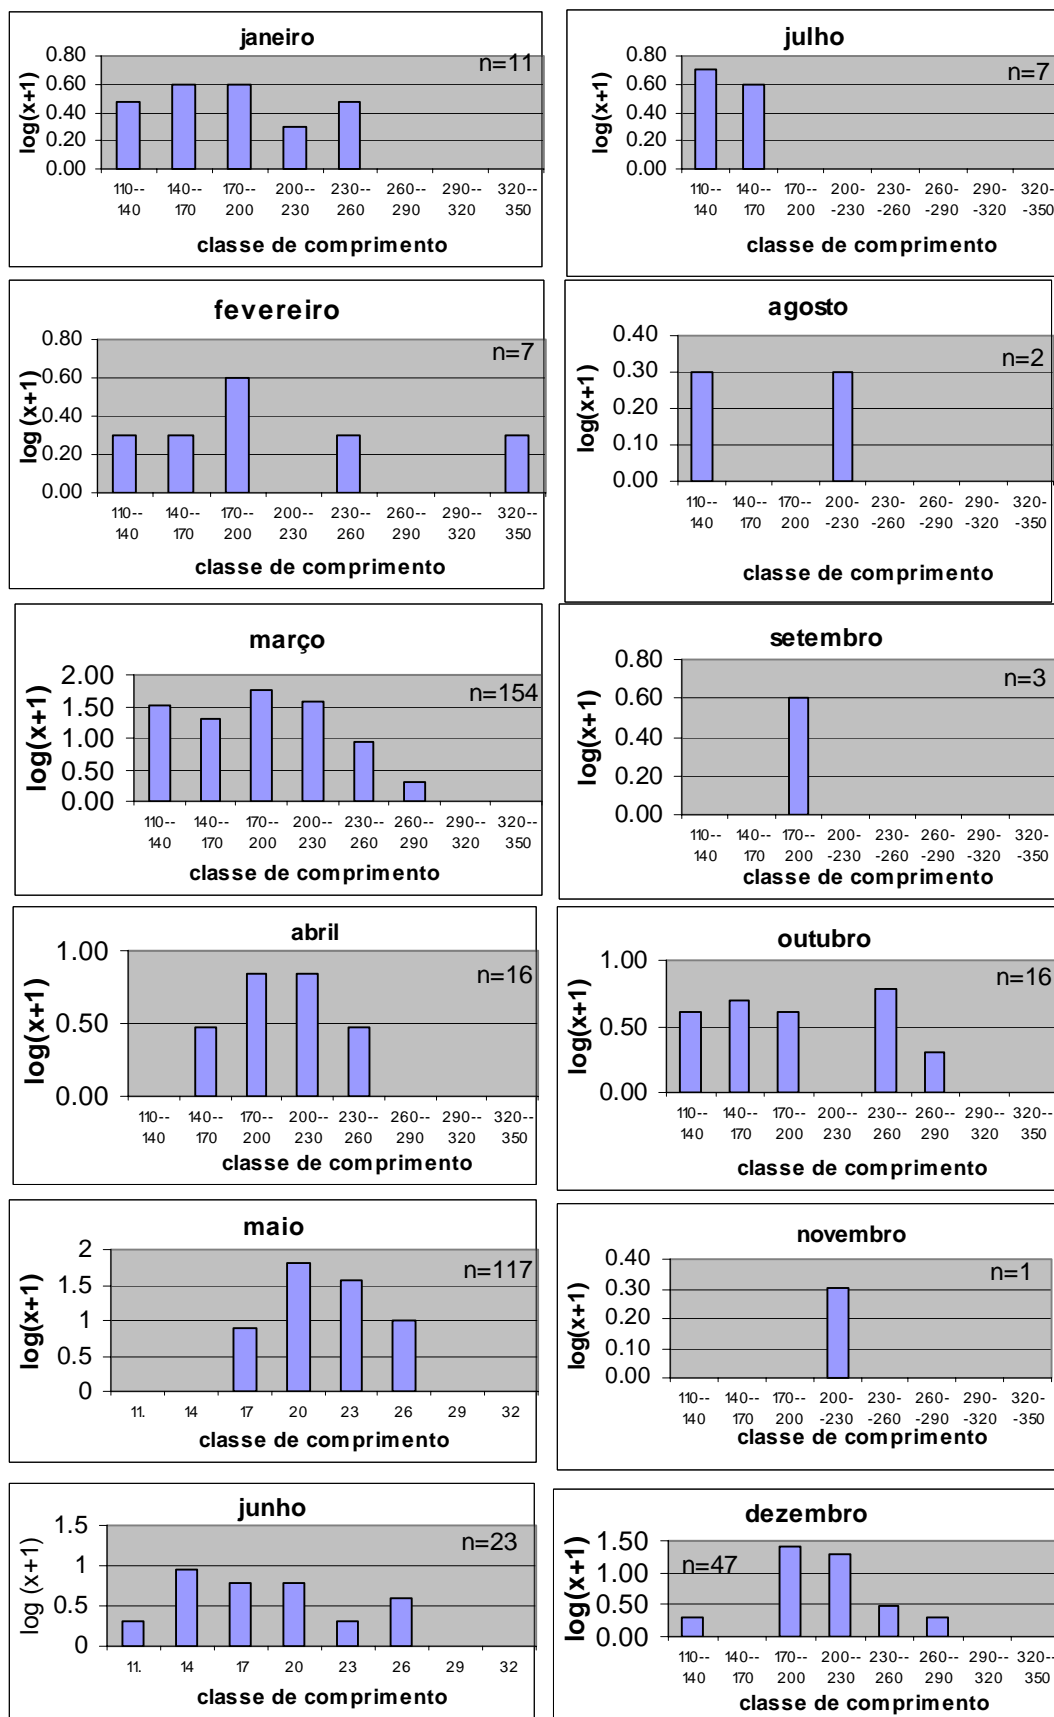 janeiro
n=11
log(x+1)
0.80
0.60
0.40
0.20
0.00
110-- 140-- 170-- 200-- 230-- 260-- 290-- 320--
140 170 200 230 260 290 320 350
classe de comprimento
julho
n=7
log(x+1)
0.80
0.60
0.40
0.20
0.00
110-- 140-- 170-- 200- 230- 260- 290- 320-
140 170 200 -230 -260 -290 -320 -350
classe de comprimento
fevereiro
n=7
log (x+1)
0.80
0.60
0.40
0.20
0.00
110-- 140-- 170-- 200-- 230-- 260-- 290-- 320--
140 170 200 230 260 290 320 350
classe de comprimento
agosto
n=2
log(x+1)
0.40
0.30
0.20
0.10
0.00
110-- 140-- 170-- 200- 230- 260- 290- 320-
140 170 200 -230 -260 -290 -320 -350
classe de comprimento
março
n=154
log(x+1)
2.00
1.50
1.00
0.50
0.00
110-- 140-- 170-- 200-- 230-- 260-- 290-- 320--
140 170 200 230 260 290 320 350
classe de comprimento
setembro
n=3
log(x+1)
0.80
0.60
0.40
0.20
0.00
110-- 140-- 170-- 200- 230- 260- 290- 320-
140 170 200 -230 -260 -290 -320 -350
classe de comprimento
abril
n=16
log(x+1)
1.00
0.50
0.00
110-- 140-- 170-- 200-- 230-- 260-- 290-- 320--
140 170 200 230 260 290 320 350
classe de comprimento
outubro
n=16
log(x+1)
1.00
0.50
0.00
110-- 140-- 170-- 200-- 230-- 260-- 290-- 320--
140 170 200 230 260 290 320 350
classe de comprimento
maio
n=117
log(x+1)
2
1.5
1
0.5
0
11. 14 17 20 23 26 29 32
classe de comprimento
novembro
n=1
log(x+1)
0.40
0.30
0.20
0.10
0.00
110-- 140-- 170-- 200- 230- 260- 290- 320-
140 170 200 -230 -260 -290 -320 -350
classe de comprimento
junho
n=23
log (x+1)
1.5
1
0.5
0
11. 14 17 20 23 26 29 32
classe de comprimento
dezembro
n=47
log(x+1)
1.50
1.00
0.50
0.00
110-- 140-- 170-- 200-- 230-- 260-- 290-- 320--
140 170 200 230 260 290 320 350
classe de comprimento